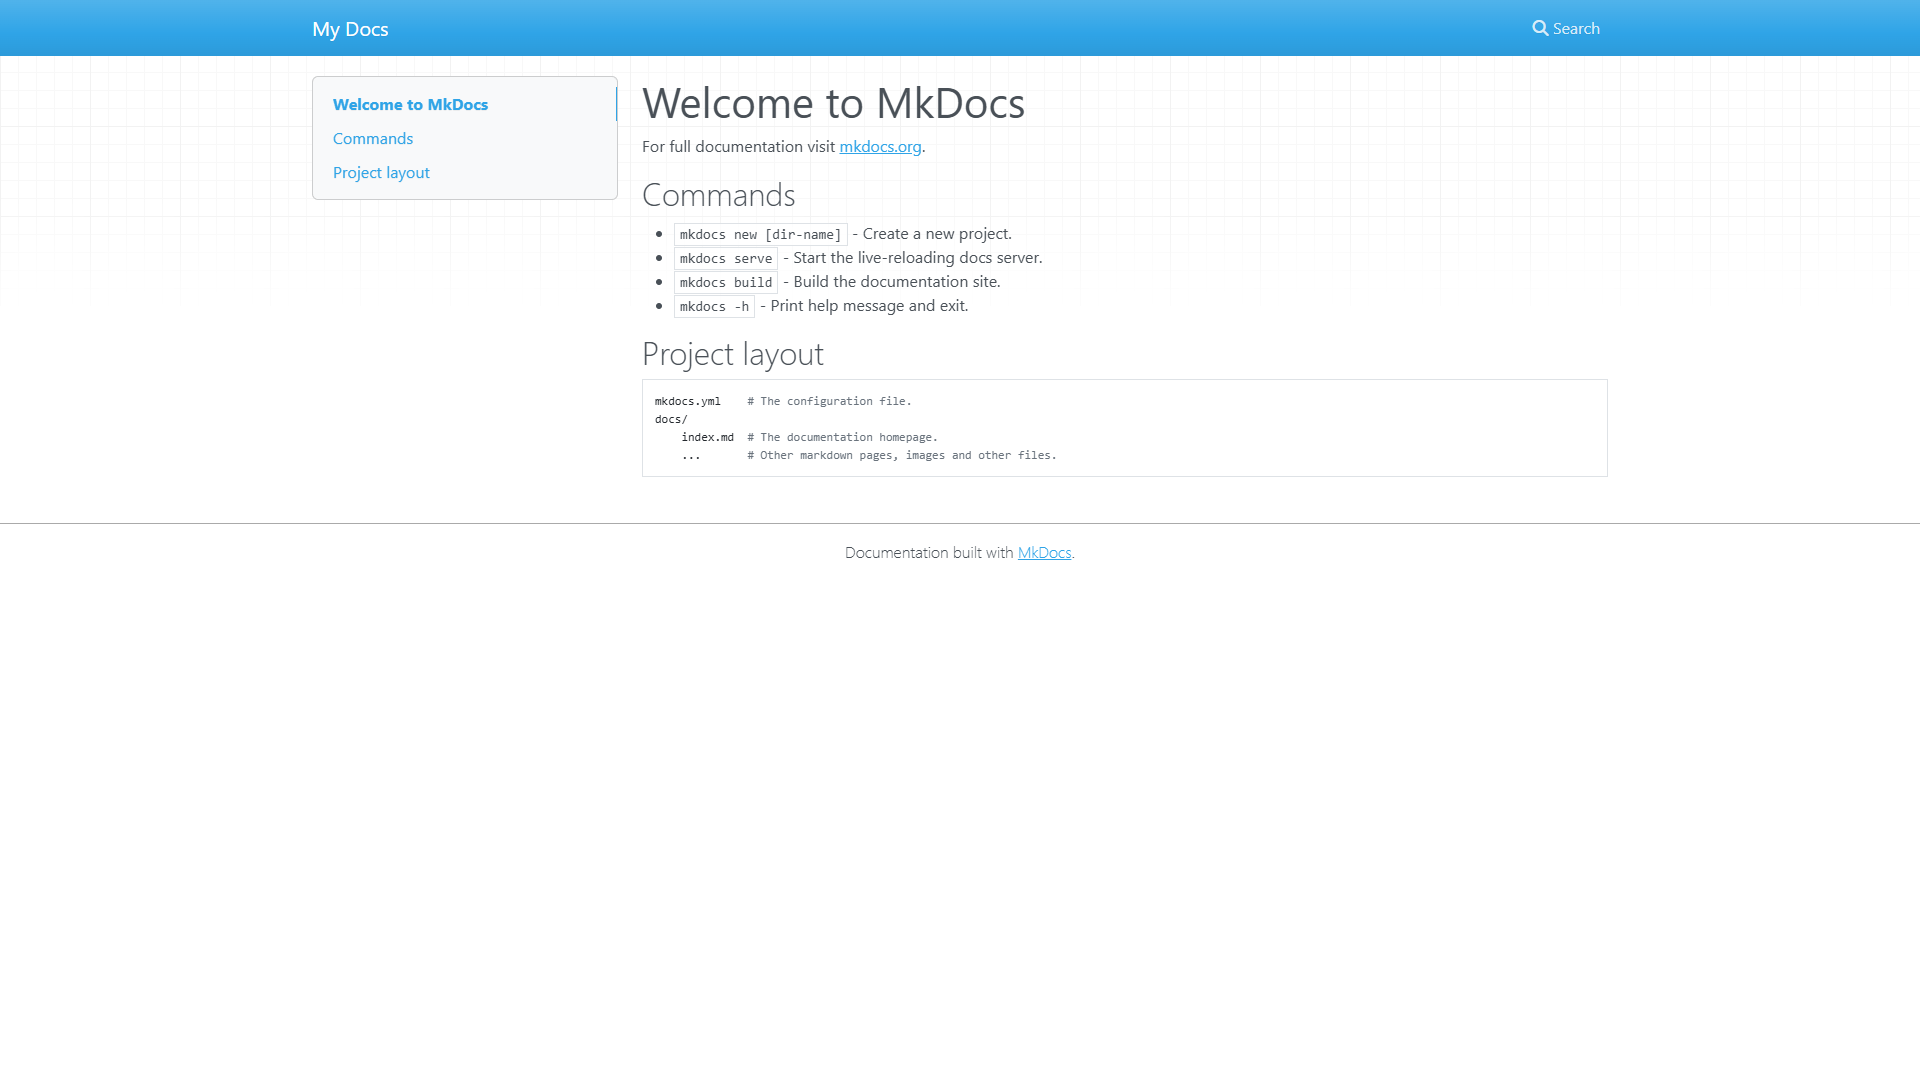 My Docs
Search
Welcome to MkDocs
Commands
Project layout
Welcome to MkDocs
For full documentation visit mkdocs.org.
Commands
mkdocs new [dir-name] - Create a new project.
mkdocs serve - Start the live-reloading docs server.
mkdocs build - Build the documentation site.
mkdocs -h - Print help message and exit.
Project layout
mkdocs.yml    # The configuration file.
docs/
    index.md  # The documentation homepage.
    ...       # Other markdown pages, images and other files.
Documentation built with MkDocs.